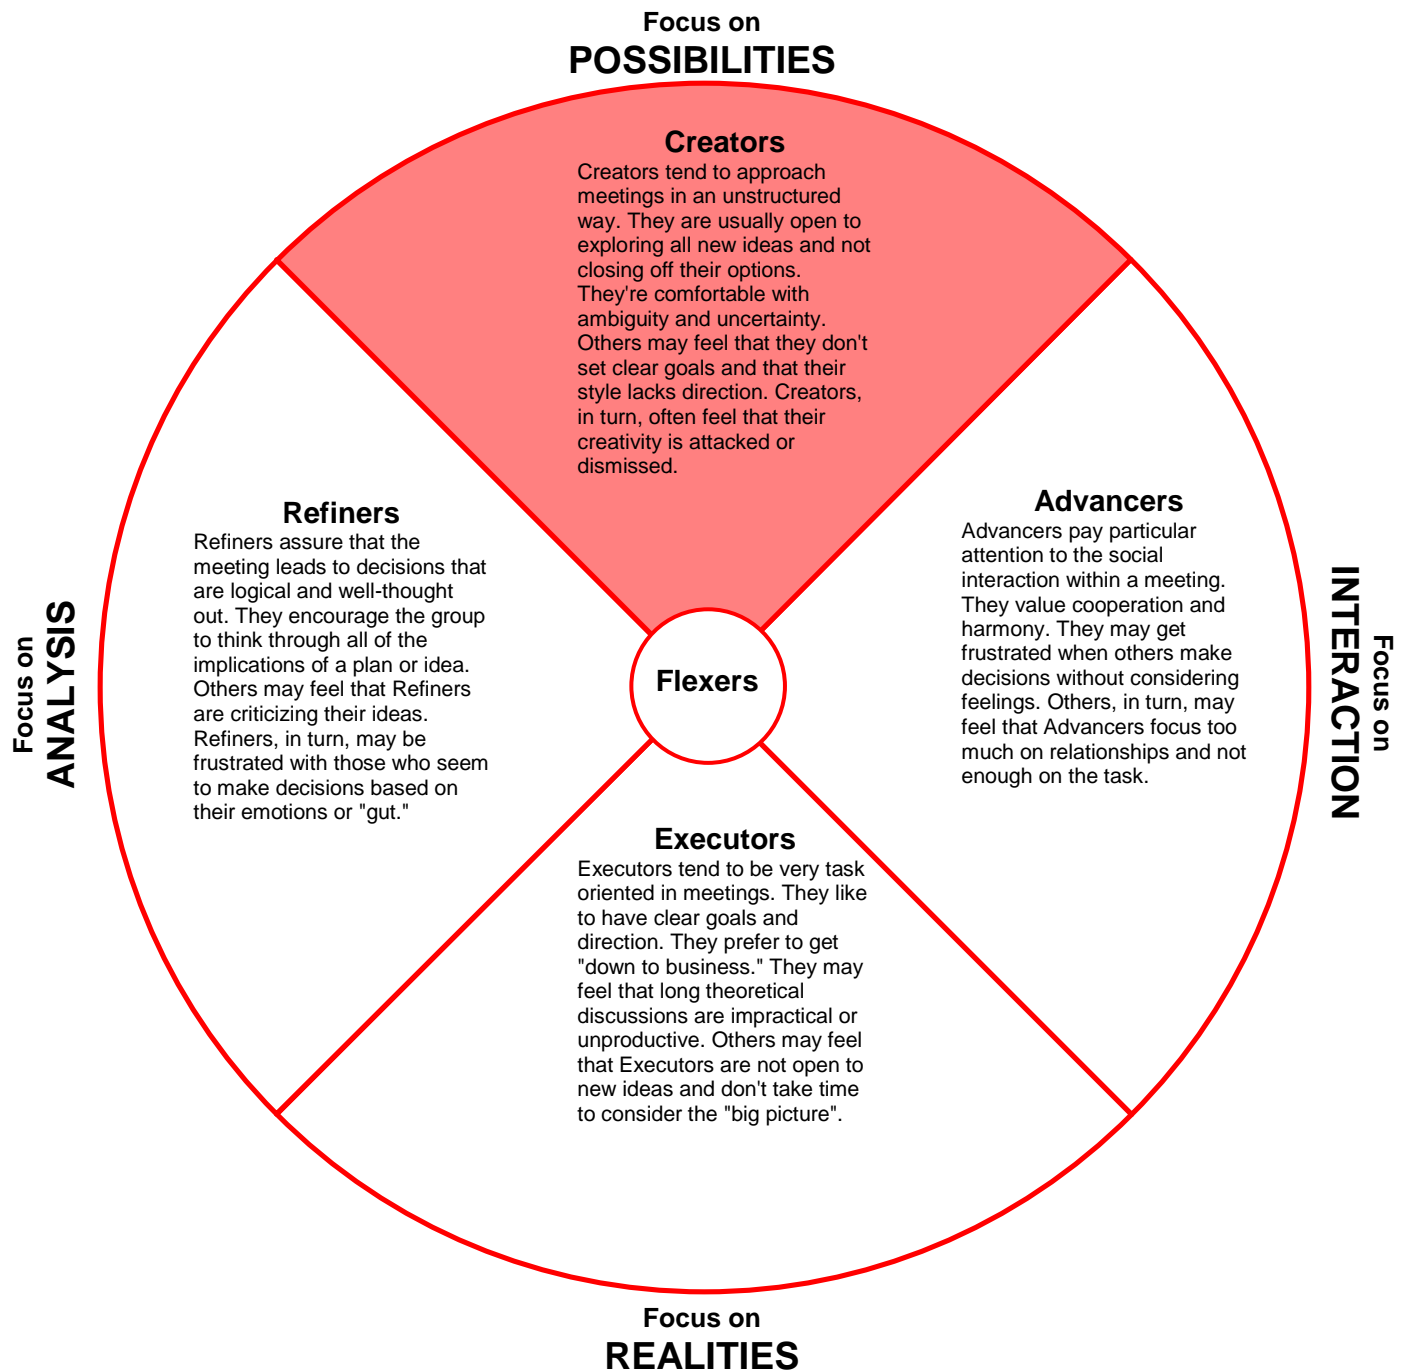 Focus on
POSSIBILITIES
Creators
Creators tend to approach
meetings in an unstructured
way. They are usually open to
exploring all new ideas and not
closing off their options.
They're comfortable with
ambiguity and uncertainty.
Others may feel that they don't
set clear goals and that their
style lacks direction. Creators,
in turn, often feel that their
creativity is attacked or
dismissed.
Focus on
ANALYSIS
Refiners
Refiners assure that the
meeting leads to decisions that
are logical and well-thought
out. They encourage the group
to think through all of the
implications of a plan or idea.
Others may feel that Refiners
are criticizing their ideas.
Refiners, in turn, may be
frustrated with those who seem
to make decisions based on
their emotions or "gut."
Flexers
Advancers
Advancers pay particular
attention to the social
interaction within a meeting.
They value cooperation and
harmony. They may get
frustrated when others make
decisions without considering
feelings. Others, in turn, may
feel that Advancers focus too
much on relationships and not
enough on the task.
Focus on
INTERACTION
Executors
Executors tend to be very task
oriented in meetings. They like
to have clear goals and
direction. They prefer to get
"down to business." They may
feel that long theoretical
discussions are impractical or
unproductive. Others may feel
that Executors are not open to
new ideas and don't take time
to consider the "big picture".
Focus on
REALITIES